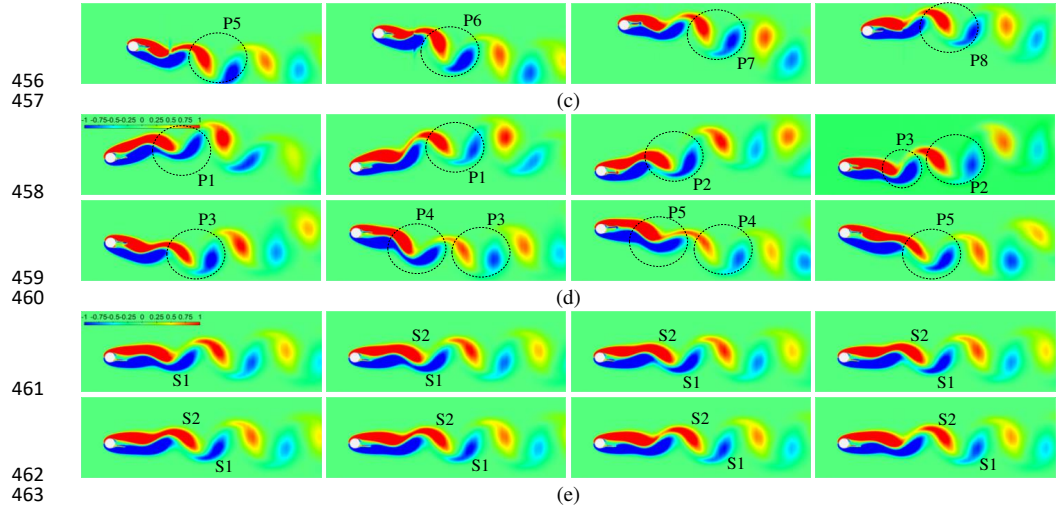 P5 P6 P7 P8
456
457 (c)
-1 -0.75-0.5-0.25 0 0.25 0.5 0.75 1
P1 P1 P2 P3 P2
458
P3 P4 P3 P5 P4 P5
459
460 (d)
-1 -0.75-0.5-0.25 0 0.25 0.5 0.75 1
S1 S2 S1 S2 S1 S2 S1
461
S2 S1 S2 S1 S2 S1 S2 S1
462
463 (e)